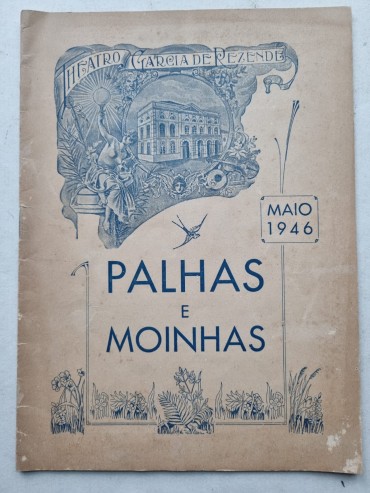 THEATRO GARCIA DE REZENDE
MAIO
1946
PALHAS
E
MOINHAS